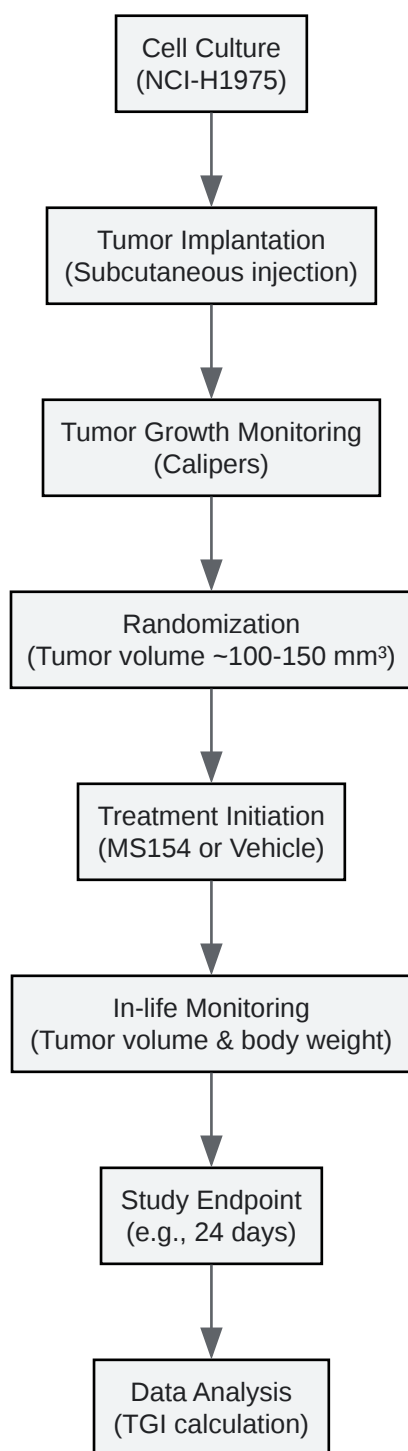 Cell Culture
(NCI-H1975)
Tumor Implantation
(Subcutaneous injection)
Tumor Growth Monitoring
(Calipers)
Randomization
(Tumor volume ~100-150 mm³)
Treatment Initiation
(MS154 or Vehicle)
In-life Monitoring
(Tumor volume & body weight)
Study Endpoint
(e.g., 24 days)
Data Analysis
(TGI calculation)